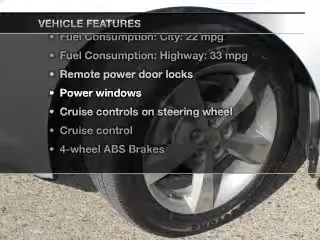 VEHICLE FEATURES
• Fuel Consumption: City: 22 mpg
• Fuel Consumption: Highway: 33 mpg
• Remote power door locks
• Power windows
• Cruise controls on steering wheel
• Cruise control
• 4-wheel ABS Brakes